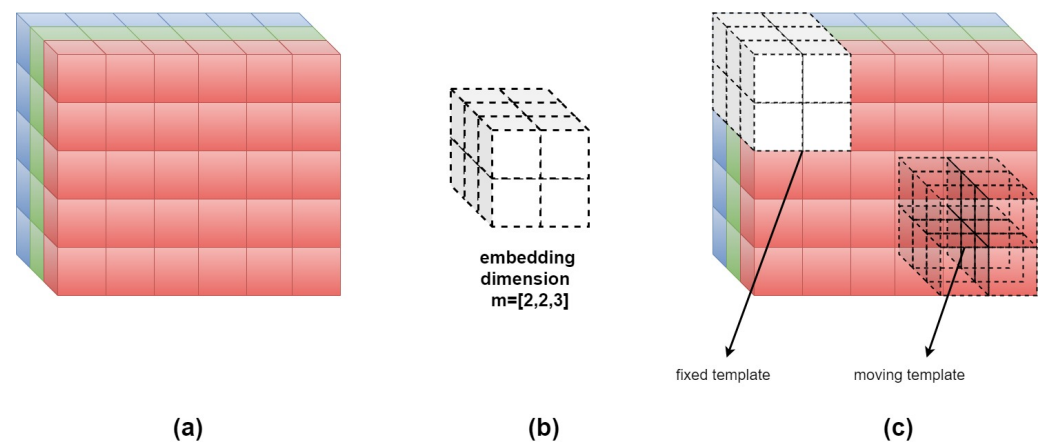 embedding
dimension
m=[2,2,3]
fixed template
moving template
(a)
(b)
(c)